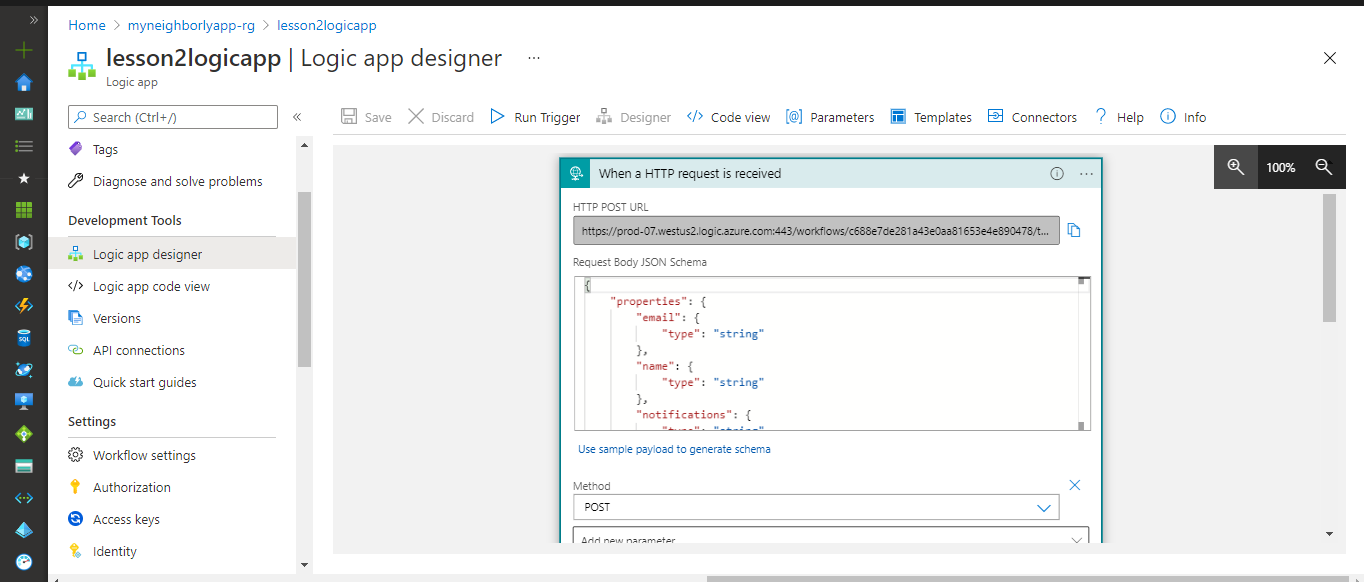 Home > myneighborlyapp-rg > lesson2logicapp
lesson2logicapp | Logic app designer ...
Logic app
Search (Ctrl+/)
Tags
Diagnose and solve problems
Development Tools
Logic app designer
Logic app code view
Versions
API connections
Quick start guides
Settings
Workflow settings
Authorization
Access keys
Identity
Save Discard Run Trigger Designer Code view Parameters Templates Connectors Help Info
When a HTTP request is received
HTTP POST URL
https://prod-07.westus2.logic.azure.com:443/workflows/c688e7de281a43e0aa81653e4e890478/t...
Request Body JSON Schema
{
"properties": {
"email": {
"type": "string"
},
"name": {
"type": "string"
},
"notifications": {
"type": "string"
Use sample payload to generate schema
Method
POST
Add new parameter
100%
SQL